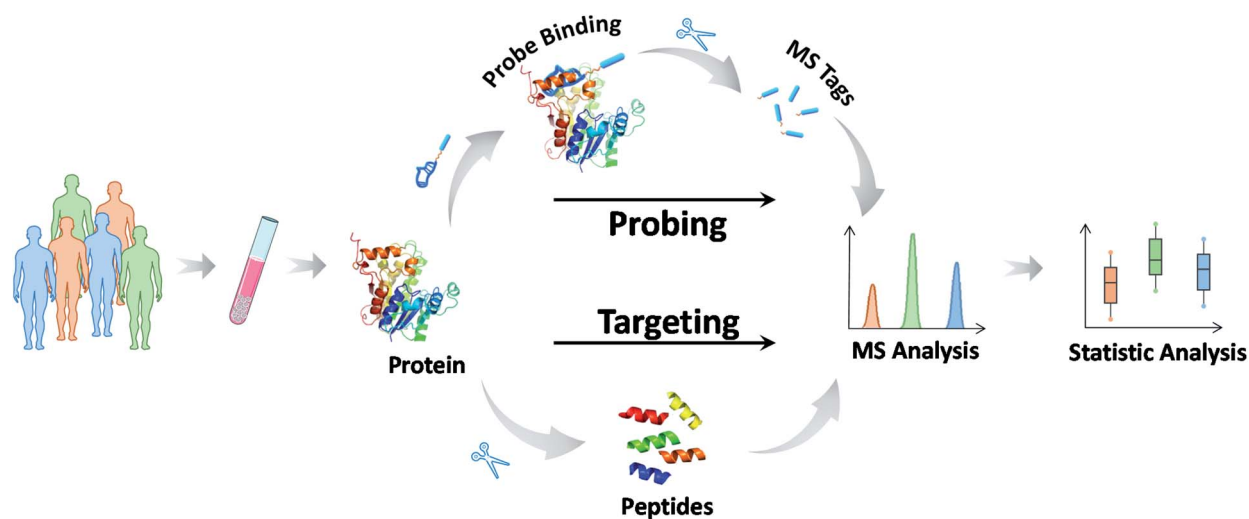 Probe Binding
MS Tags
Probing
Targeting
Protein
MS Analysis
Statistic Analysis
Peptides